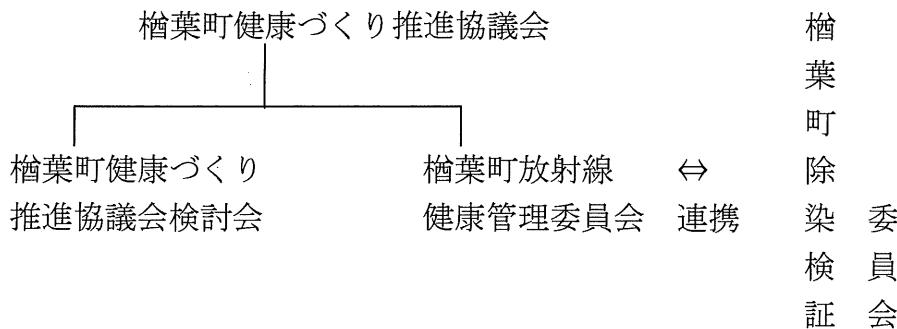 楢葉町健康づくり推進協議会
楢葉町健康づくり
推進協議会検討会
楢葉町放射線
健康管理委員会
⇔
連携
楢葉町除染検証
委員会